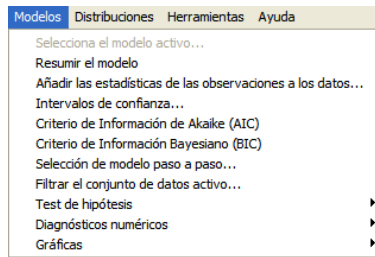 Modelos Distribuciones Herramientas Ayuda
Selecciona el modelo activo...
Resumir el modelo
Añadir las estadísticas de las observaciones a los datos...
Intervalos de confianza...
Criterio de Información de Akaike (AIC)
Criterio de Información Bayesiano (BIC)
Selección de modelo paso a paso...
Filtrar el conjunto de datos activo...
Test de hipótesis
Diagnósticos numéricos
Gráficas